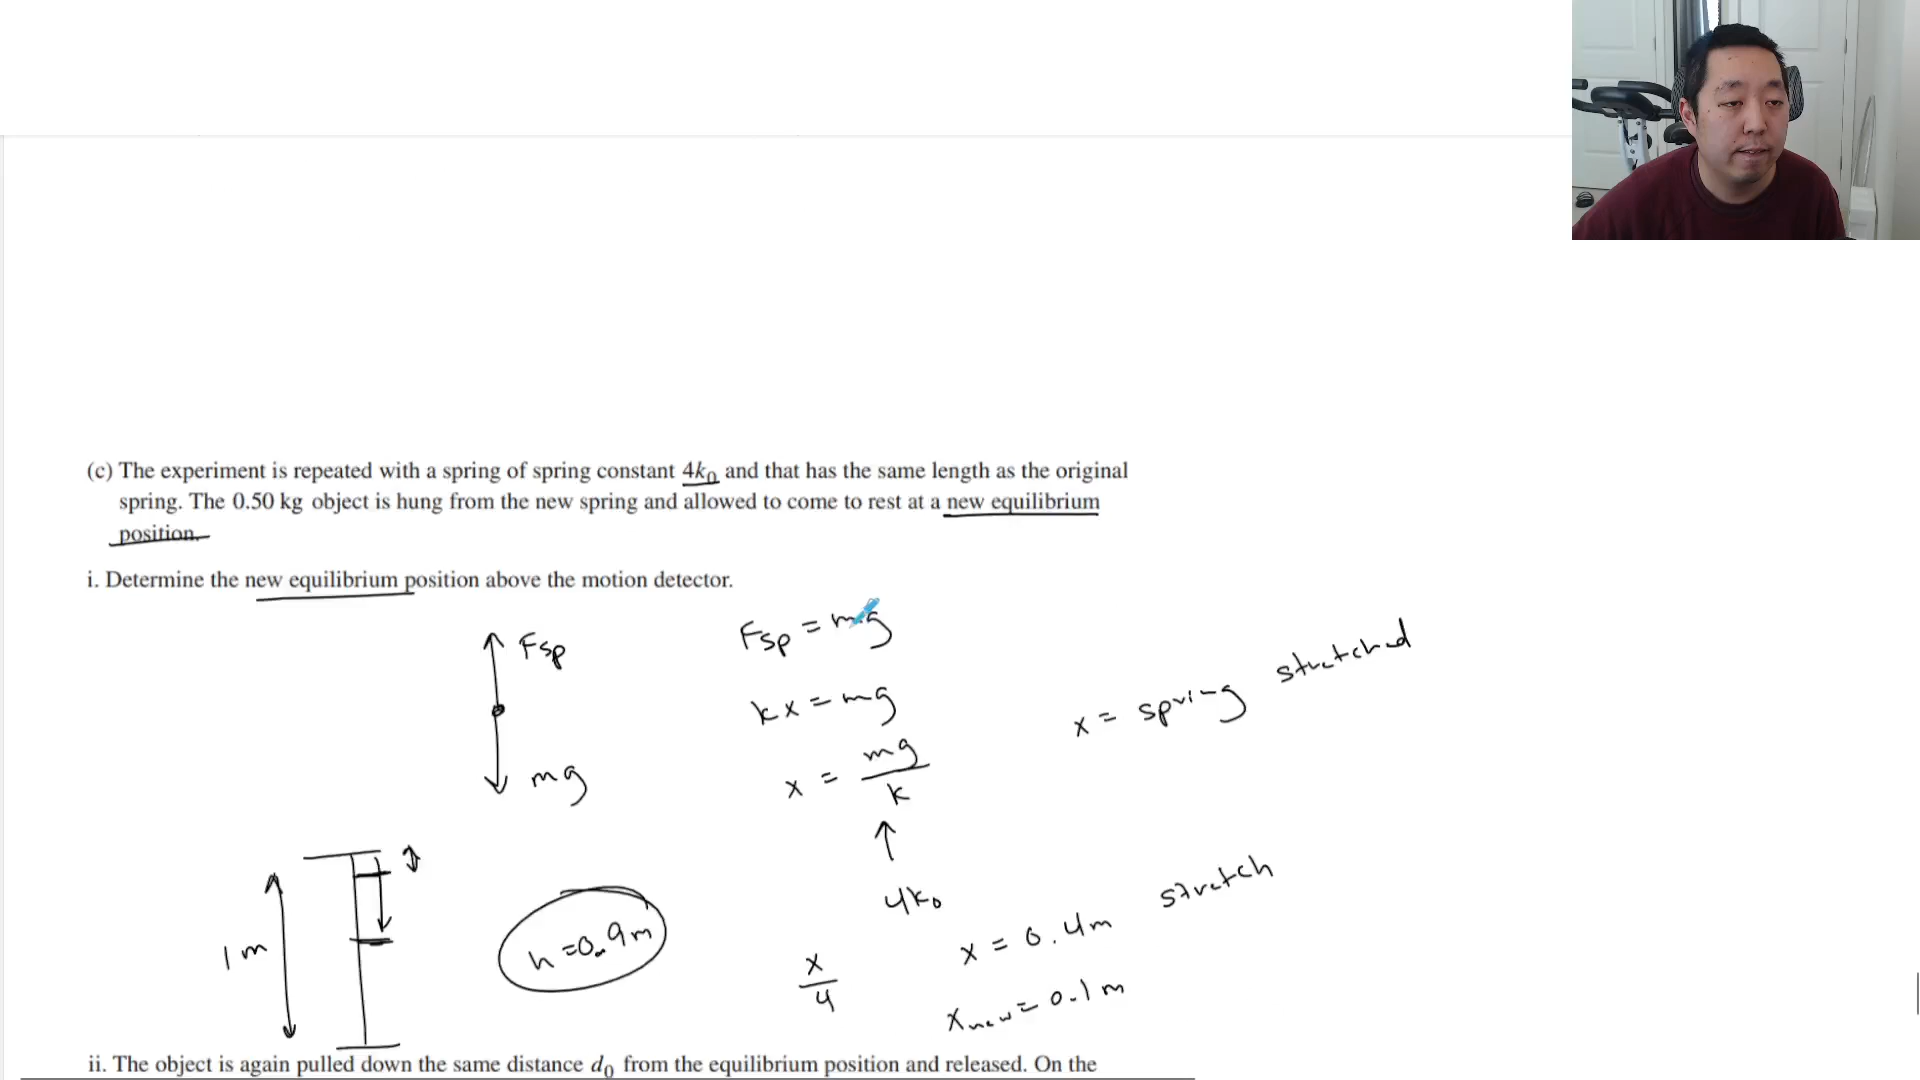 (c) The experiment is repeated with a spring of spring constant 4k₀ and that has the same length as the original
spring. The 0.50 kg object is hung from the new spring and allowed to come to rest at a new equilibrium
position.
i. Determine the new equilibrium position above the motion detector.
Fsp
mg
Fsp = mg
kx = mg
x = mg/k
4k₀
x = spring stretched
1m
h = 0.9m
x/4
x = 0.4m stretch
xnew = 0.1m
ii. The object is again pulled down the same distance d₀ from the equilibrium position and released. On the